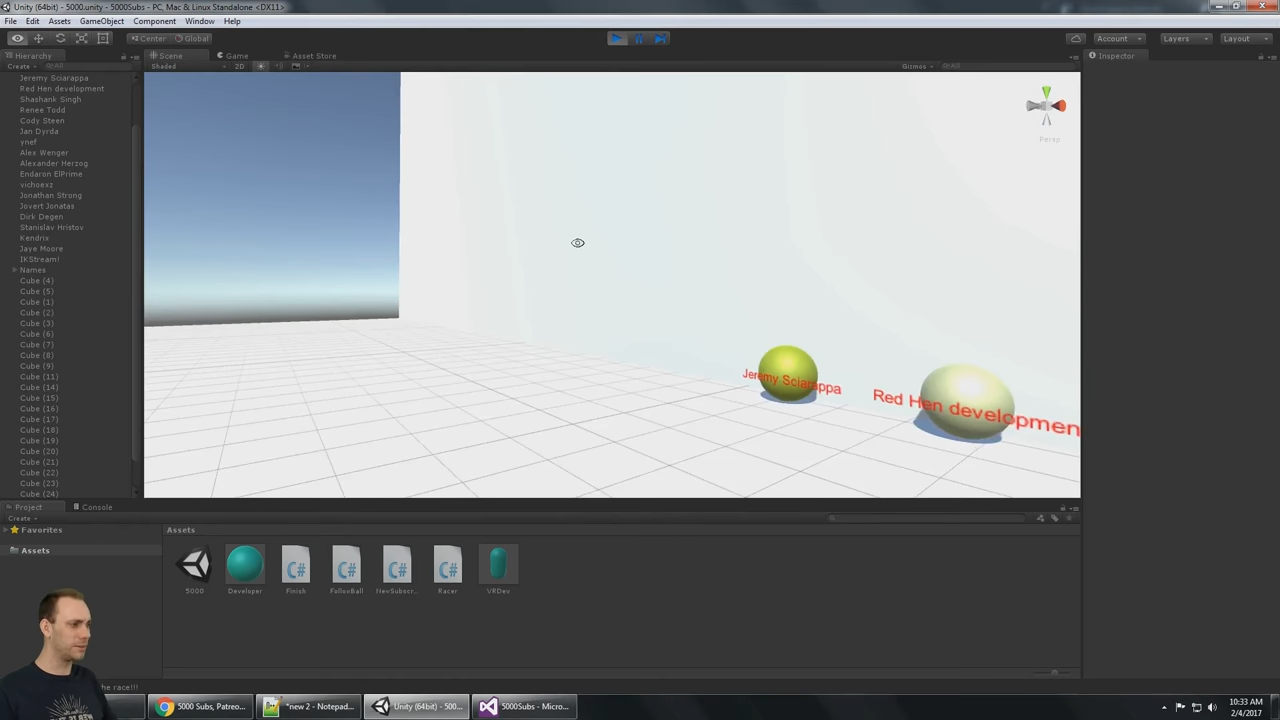 Unity (64bit) - 5000.unity - 5000Subs - PC, Mac & Linux Standalone <DX11>
File Edit Assets GameObject Component Window Help
Center Global Account Layers Layout
Hierarchy Scene Game Asset Store Inspector
Create All Shaded 2D Gizmos All
Jeremy Sciarappa
Red Hen development
Shashank Singh
Renee Todd
Cody Steen
Jan Dyrda
ynef
Alex Wenger
Alexander Herzog
Endaron ElPrime
vichoexz
Jonathan Strong
Jovert Jonatas
Dirk Degen
Stanislav Hristov
Kendrix
Jaye Moore
IKStream!
Names
Cube (4)
Cube (5)
Cube (1)
Cube (2)
Cube (3)
Cube (6)
Cube (7)
Cube (8)
Cube (9)
Cube (11)
Cube (14)
Cube (15)
Cube (16)
Cube (17)
Cube (18)
Cube (19)
Cube (20)
Cube (21)
Cube (22)
Cube (23)
Cube (24)
Persp
Jeremy Sciarappa
Red Hen developmen
Project Console
Create
Favorites
Assets
Assets
5000 Developer Finish FollowBall NewSubscr... Racer VRDev
C# C# C# C#
the race!!!
5000 Subs, Patreo... *new 2 - Notepad... Unity (64bit) - 500... 5000Subs - Micro...
10:33 AM
2/4/2017